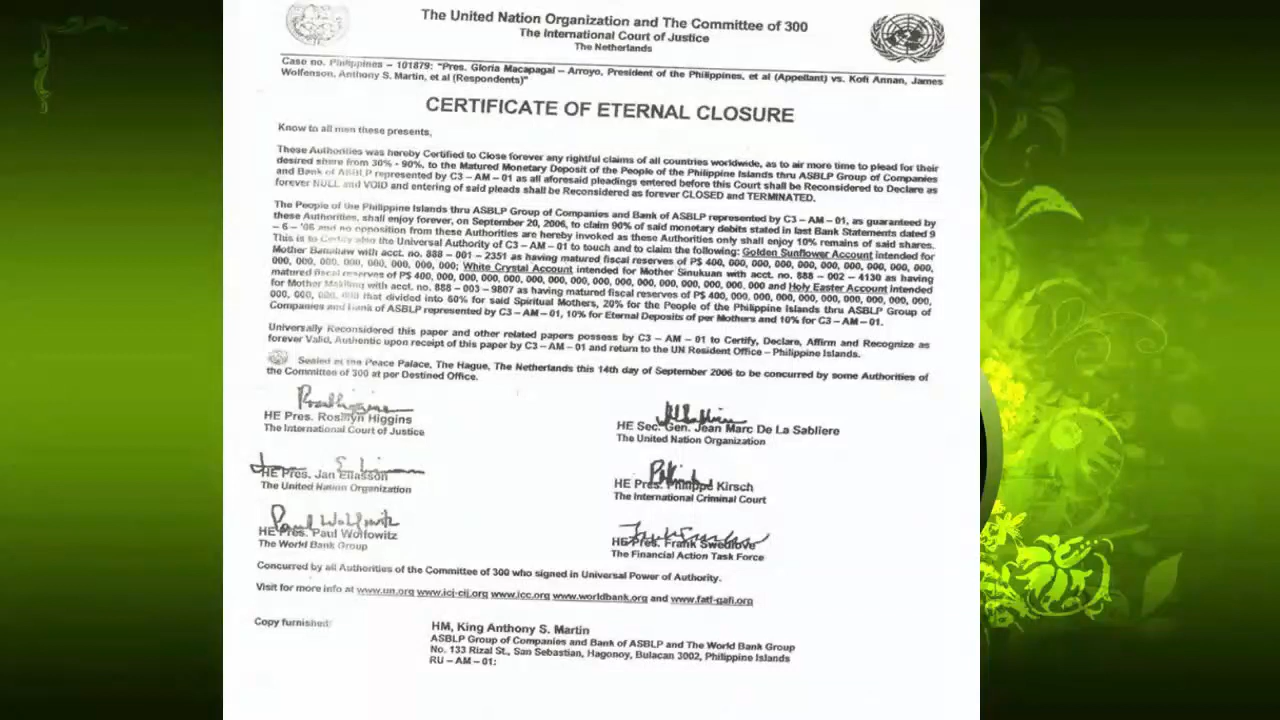 The United Nation Organization and The Committee of 300
The International Court of Justice
The Netherlands
Case no. Philippines – 101879: "Pres. Gloria Macapagal – Arroyo, President of the Philippines, et al (Appellant) vs. Kofi Annan, James
Wolfenson, Anthony S. Martin, et al (Respondents)"
CERTIFICATE OF ETERNAL CLOSURE
Know to all men these presents,
These Authorities was hereby Certified to Close forever any rightful claims of all countries worldwide, as to air more time to plead for their
desired share from 30% - 90%, to the Matured Monetary Deposit of the People of the Philippine Islands thru ASBLP Group of Companies
and Bank of ASBLP represented by C3 – AM – 01 as all aforesaid pleadings entered before this Court shall be Reconsidered to Declare as
forever NULL and VOID and entering of said pleads shall be Reconsidered as forever CLOSED and TERMINATED.
The People of the Philippine Islands thru ASBLP Group of Companies and Bank of ASBLP represented by C3 – AM – 01, as guaranteed by
these Authorities, shall enjoy forever, on September 20, 2006, to claim 90% of said monetary debits stated in last Bank Statements dated 9
– 6 – '06 and no opposition from these Authorities are hereby invoked as these Authorities only shall enjoy 10% remains of said shares.
This is to Certify also the Universal Authority of C3 – AM – 01 to touch and to claim the following: Golden Sunflower Account intended for
Mother Banahaw with acct. no. 888 – 001 – 2351 as having matured fiscal reserves of P$ 400, 000, 000, 000, 000, 000, 000, 000, 000,
000, 000, 000, 000, 000, 000, 000; White Crystal Account intended for Mother Sinukuan with acct. no. 888 – 002 – 4130 as having
matured fiscal reserves of P$ 400, 000, 000, 000, 000, 000, 000, 000, 000, 000, 000, 000, 000, 000, 000 and Holy Easter Account intended
for Mother Makiling with acct. no. 888 – 003 – 9807 as having matured fiscal reserves of P$ 400, 000, 000, 000, 000, 000, 000, 000, 000,
000, 000, 000, 000 that divided into 60% for said Spiritual Mothers, 20% for the People of the Philippine Islands thru ASBLP Group of
Companies and Bank of ASBLP represented by C3 – AM – 01, 10% for Eternal Deposits of per Mothers and 10% for C3 – AM – 01.
Universally Reconsidered this paper and other related papers possess by C3 – AM – 01 to Certify, Declare, Affirm and Recognize as
forever Valid, Authentic upon receipt of this paper by C3 – AM – 01 and return to the UN Resident Office – Philippine Islands.
Sealed at the Peace Palace, The Hague, The Netherlands this 14th day of September 2006 to be concurred by some Authorities of
the Committee of 300 at per Destined Office.
HE Pres. Rosalyn Higgins
The International Court of Justice
HE Sec. Gen. Jean Marc De La Sabliere
The United Nation Organization
HE Pres. Jan Eliasson
The United Nation Organization
HE Pres. Philippe Kirsch
The International Criminal Court
Paul Wolfowitz
HE Pres. Paul Wolfowitz
The World Bank Group
HE Pres. Frank Swedlove
The Financial Action Task Force
Concurred by all Authorities of the Committee of 300 who signed in Universal Power of Authority.
Visit for more info at www.un.org www.icj-cij.org www.icc.org www.worldbank.org and www.fatf-gafi.org
Copy furnished:
HM, King Anthony S. Martin
ASBLP Group of Companies and Bank of ASBLP and The World Bank Group
No. 133 Rizal St., San Sebastian, Hagonoy, Bulacan 3002, Philippine Islands
RU – AM – 01: